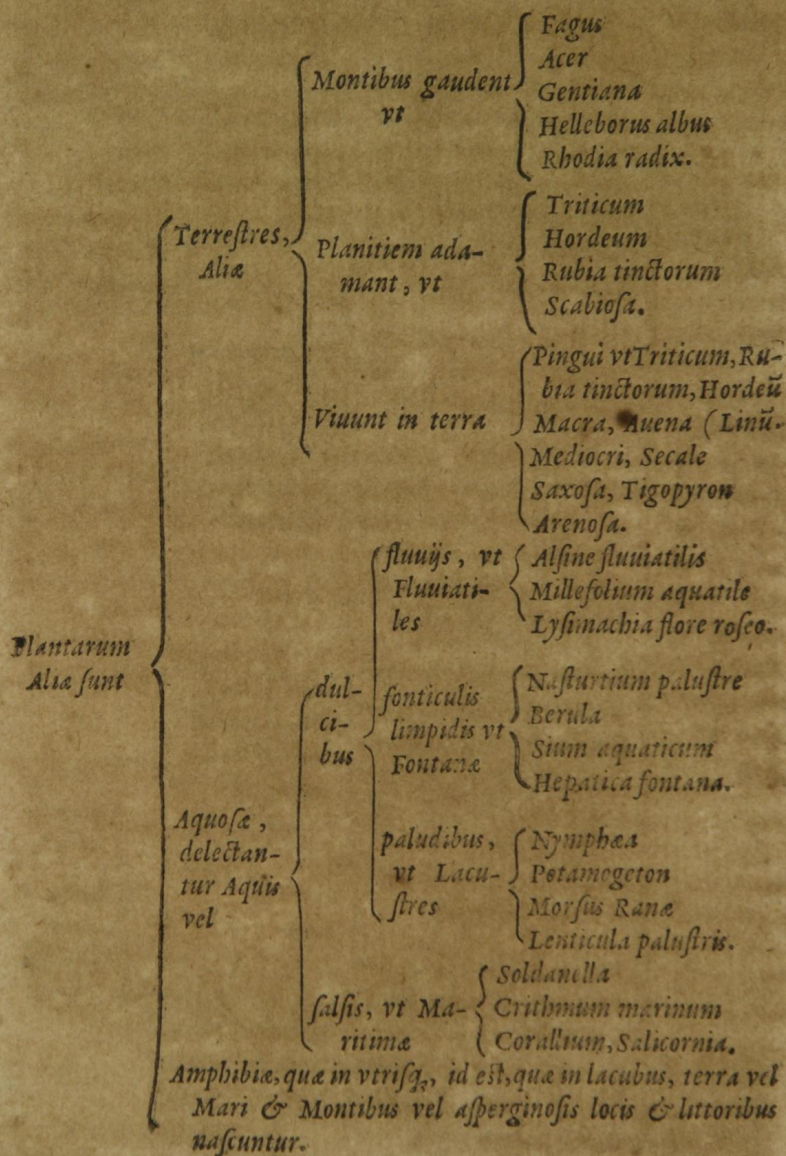 Plantarum
Aliæ ſunt
Terreſtres,
Aliæ
Montibus gaudent
vt
Fagus
Acer
Gentiana
Helleborus albus
Rhodia radix.
Planitiem ada-
mant, vt
Triticum
Hordeum
Rubia tinctorum
Scabioſa.
Viuunt in terra
Pingui vt Triticum, Ru-
bia tinctorum, Hordeū
Macra, Auena (Linū.
Mediocri, Secale
Saxoſa, Tigopyron
Arenoſa.
Aquoſæ,
delectan-
tur Aquis
vel
dul-
ci-
bus
fluuijs, vt
Fluuiati-
les
Alſine fluuiatilis
Millefolium aquatile
Lyſimachia flore roſeo.
fonticulis
limpidis vt
Fontanæ
Naſturtium paluſtre
Berula
Sium aquaticum
Hepatica fontana.
paludibus,
vt Lacu-
ſtres
Nymphæa
Potamogeton
Morſus Ranæ
Lenticula paluſtris.
ſalſis, vt Ma-
ritimæ
Soldanella
Crithmum marinum
Corallium, Salicornia.
Amphibiæ, quæ in vtriſq;, id eſt, quæ in lacubus, terra vel
Mari & Montibus vel aſperginoſis locis & littoribus
naſcuntur.